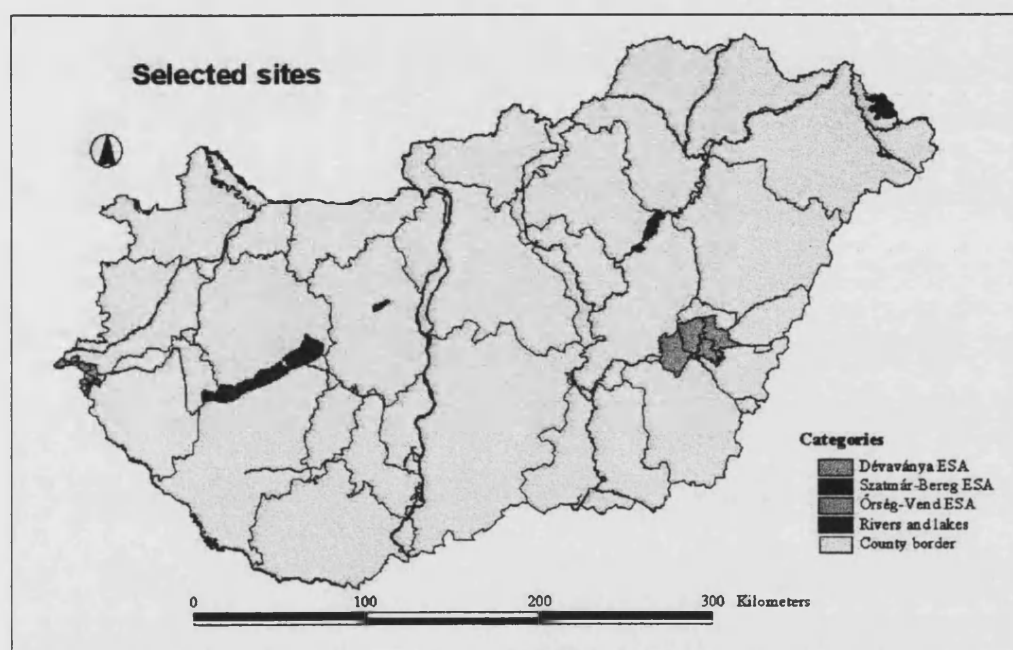 Selected sites
Categories
Dévaványa ESA
Szatmár-Bereg ESA
Őrség-Vend ESA
Rivers and lakes
County border
0 100 200 300 Kilometers